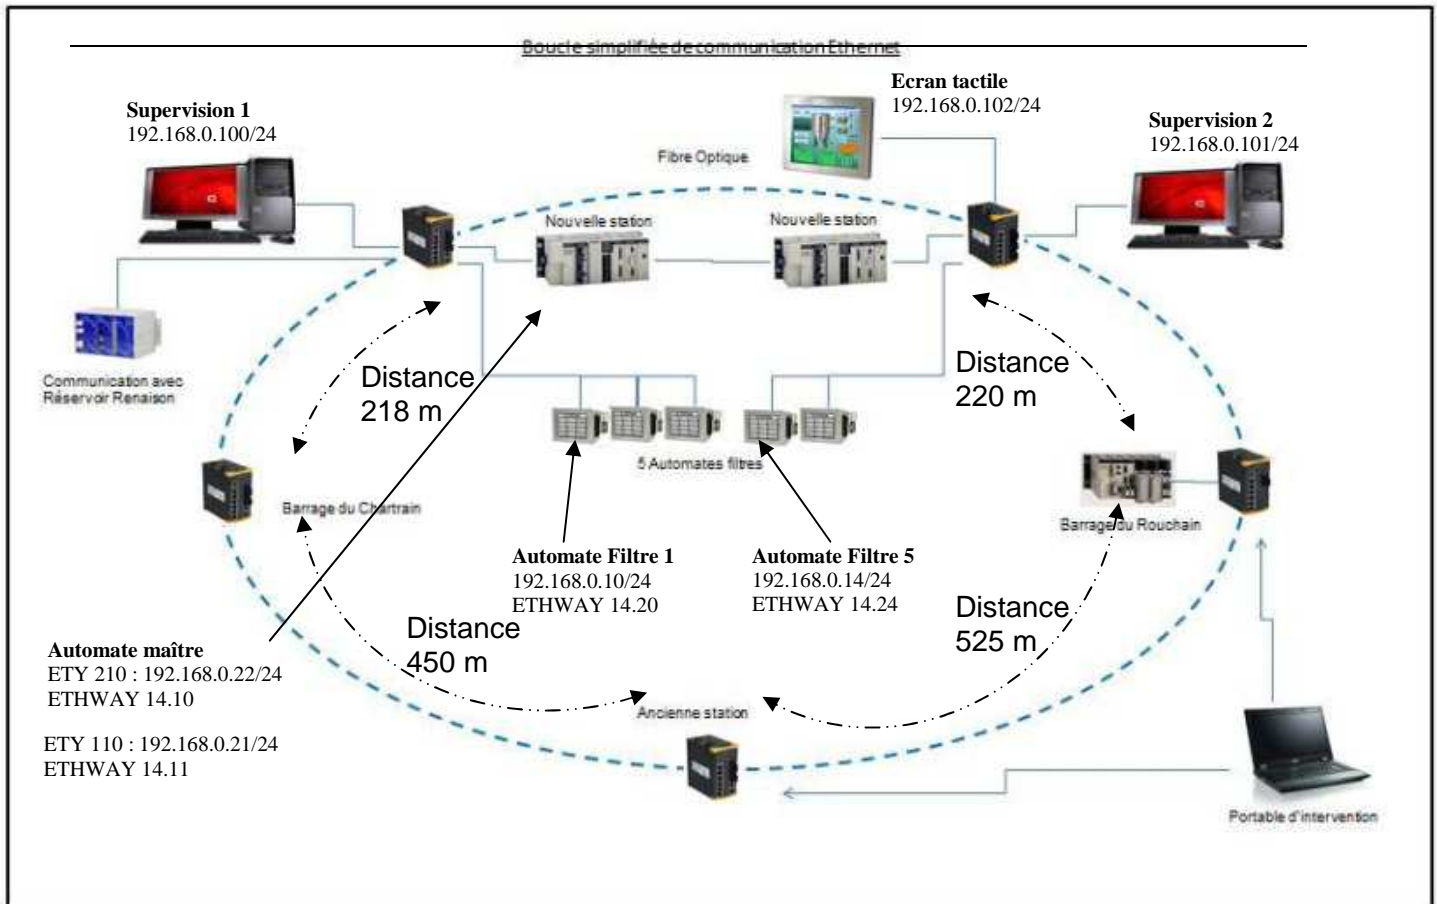 Boucle simplifiée de communication Ethernet
Ecran tactile
192.168.0.102/24
Supervision 1
192.168.0.100/24
Supervision 2
192.168.0.101/24
Fibre Optique
Nouvelle station
Nouvelle station
Communication avec
Réservoir Renaison
Distance
218 m
Distance
220 m
5 Automates filtres
Barrage du Chartrain
Barrage du Rouchain
Automate Filtre 1
192.168.0.10/24
ETHWAY 14.20
Automate Filtre 5
192.168.0.14/24
ETHWAY 14.24
Distance
450 m
Distance
525 m
Automate maître
ETY 210 : 192.168.0.22/24
ETHWAY 14.10
ETY 110 : 192.168.0.21/24
ETHWAY 14.11
Ancienne station
Portable d'intervention